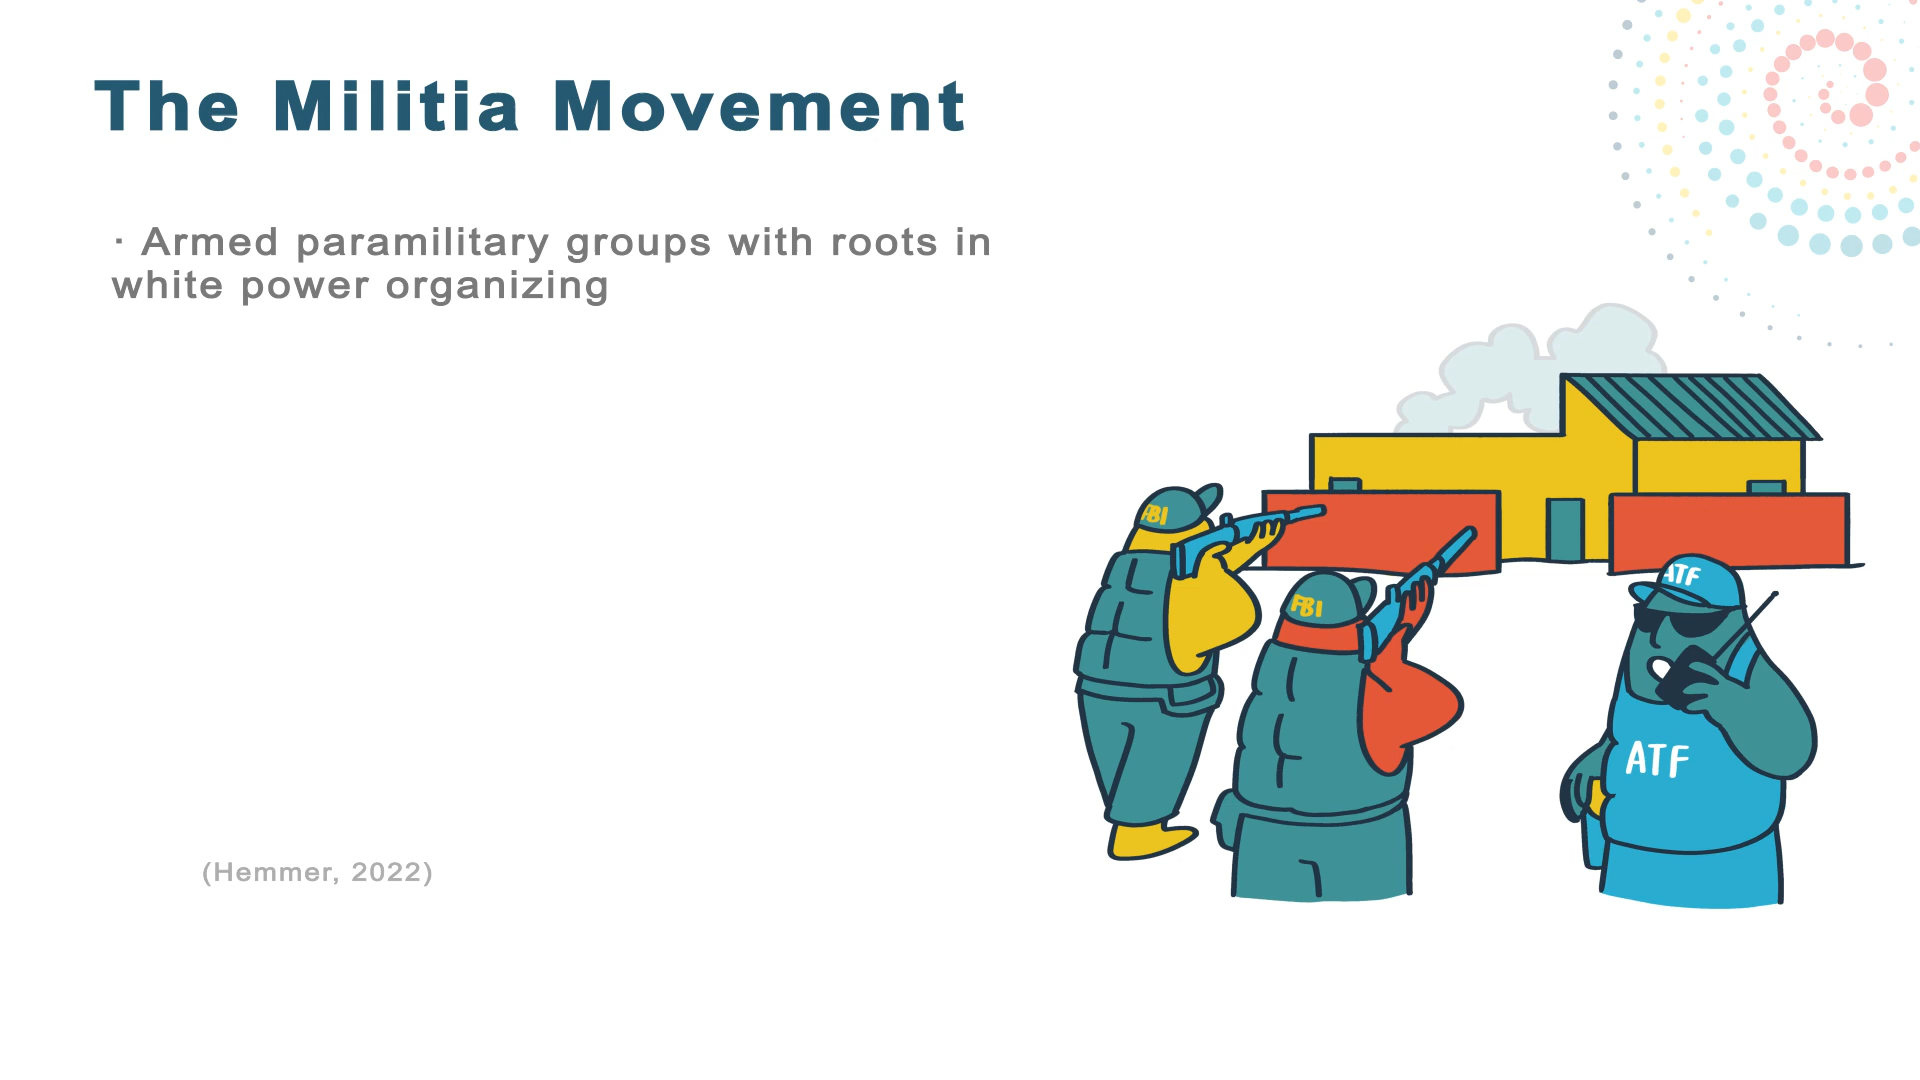 The Militia Movement
· Armed paramilitary groups with roots in
white power organizing
FBI
FBI
ATF
ATF
(Hemmer, 2022)